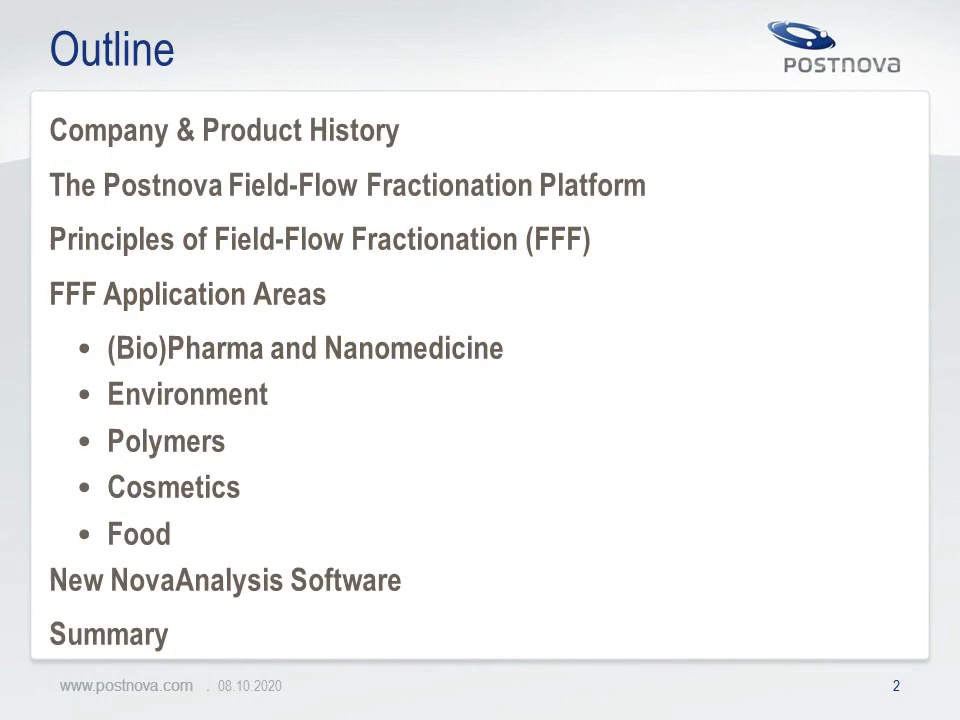 Outline
POSTNOVA
Company & Product History
The Postnova Field-Flow Fractionation Platform
Principles of Field-Flow Fractionation (FFF)
FFF Application Areas
• (Bio)Pharma and Nanomedicine
• Environment
• Polymers
• Cosmetics
• Food
New NovaAnalysis Software
Summary
www.postnova.com . 08.10.2020
2